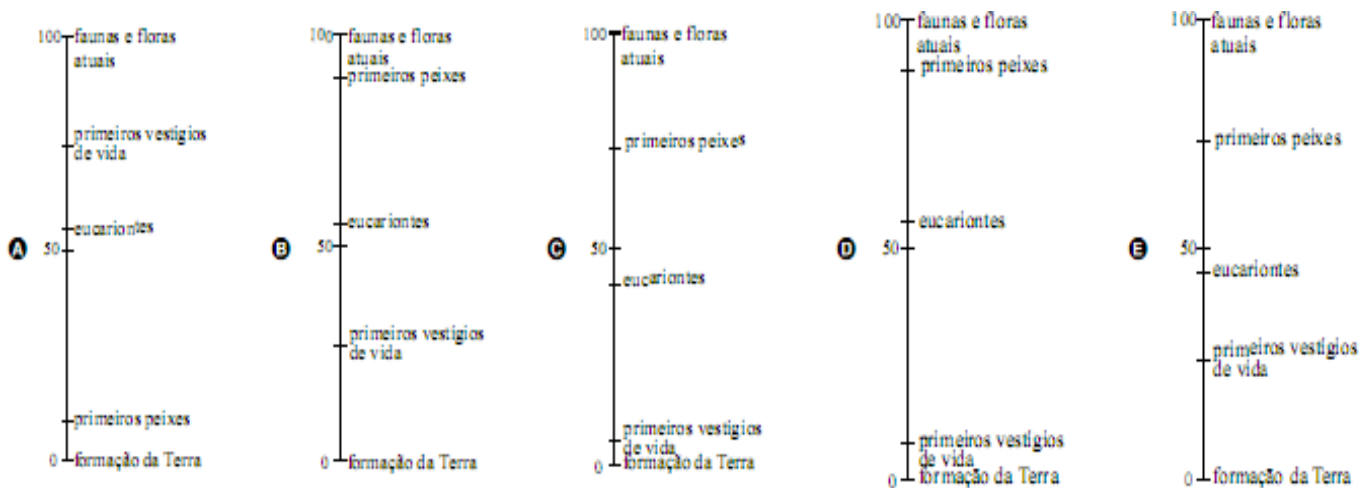 100 faunas e floras
atuais
primeiros vestígios
de vida
eucariontes
A 50
primeiros peixes
0 formação da Terra
100 faunas e floras
atuais
primeiros peixes
eucariontes
B 50
primeiros vestígios
de vida
0 formação da Terra
100 faunas e floras
atuais
primeiros peixes
C 50
eucariontes
primeiros vestígios
de vida
0 formação da Terra
100 faunas e floras
atuais
primeiros peixes
eucariontes
D 50
primeiros vestígios
de vida
0 formação da Terra
100 faunas e floras
atuais
primeiros peixes
E 50
eucariontes
primeiros vestígios
de vida
0 formação da Terra